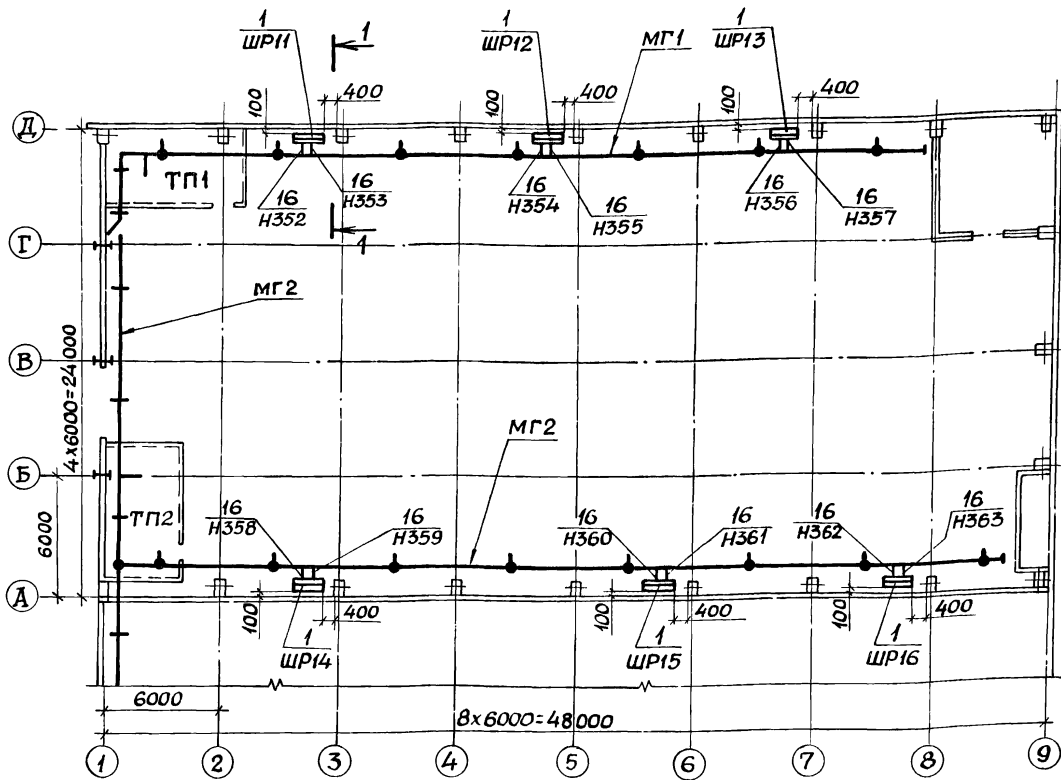 1
ШР11
1
1
ШР12
МГ1
1
ШР13
100
400
100
400
100
400
Д
ТП1
16
Н352
16
Н353
16
Н354
16
Н355
16
Н356
16
Н357
1
Г
МГ2
В
4х6000=24000
МГ2
Б
6000
ТП2
16
Н358
16
Н359
16
Н360
16
Н361
16
Н362
16
Н363
А
100
400
100
400
100
400
1
ШР14
1
ШР15
1
ШР16
6000
8х6000=48000
1
2
3
4
5
6
7
8
9